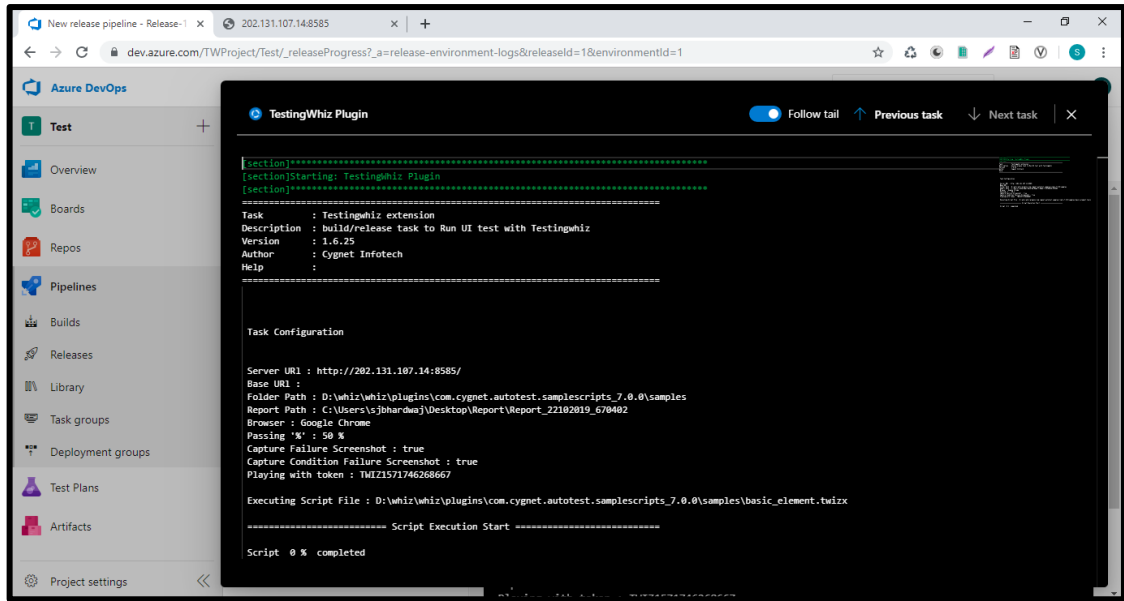 New release pipeline - Release-1
202.131.107.14:8585
dev.azure.com/TWProject/Test/_releaseProgress?_a=release-environment-logs&releaseId=1&environmentId=1
S
Azure DevOps
T Test
Overview
Boards
Repos
Pipelines
Builds
Releases
Library
Task groups
Deployment groups
Test Plans
Artifacts
Project settings
TestingWhiz Plugin
Follow tail
Previous task
Next task
[section]******************************************************************************
[section]Starting: TestingWhiz Plugin
[section]******************************************************************************
==============================================================================
Task : Testingwhiz extension
Description : build/release task to Run UI test with Testingwhiz
Version : 1.6.25
Author : Cygnet Infotech
Help :
==============================================================================
Task Configuration
Server URl : http://202.131.107.14:8585/
Base URl :
Folder Path : D:\whiz\whiz\plugins\com.cygnet.autotest.samplescripts_7.0.0\samples
Report Path : C:\Users\sjbhardwaj\Desktop\Report\Report_22102019_670402
Browser : Google Chrome
Passing '%' : 50 %
Capture Failure Screenshot : true
Capture Condition Failure Screenshot : true
Playing with token : TWIZ1571746268667
Executing Script File : D:\whiz\whiz\plugins\com.cygnet.autotest.samplescripts_7.0.0\samples\basic_element.twizx
========================== Script Execution Start ===========================
Script 0 % completed